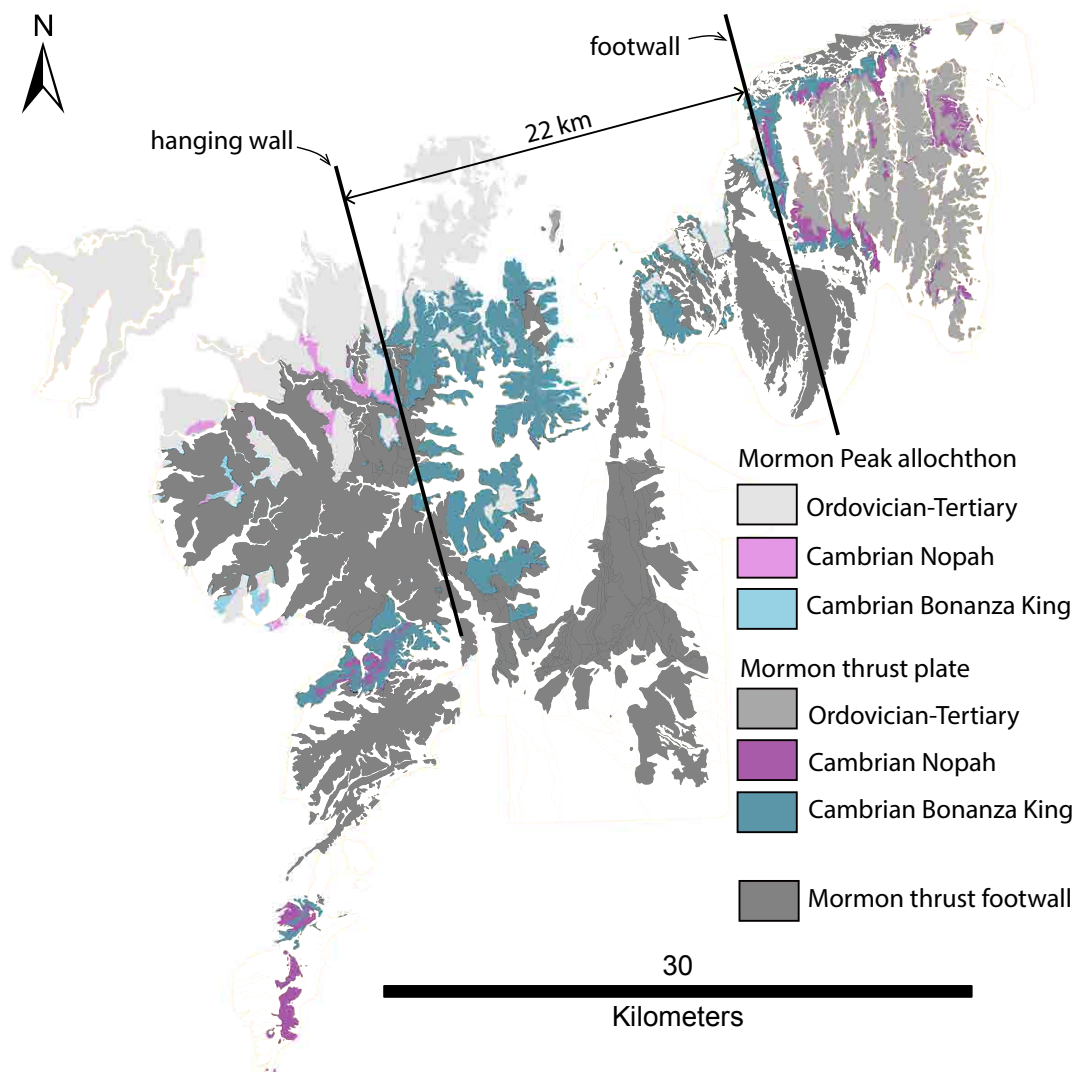 N
footwall
22 km
hanging wall
Mormon Peak allochthon
Ordovician-Tertiary
Cambrian Nopah
Cambrian Bonanza King
Mormon thrust plate
Ordovician-Tertiary
Cambrian Nopah
Cambrian Bonanza King
Mormon thrust footwall
30
Kilometers